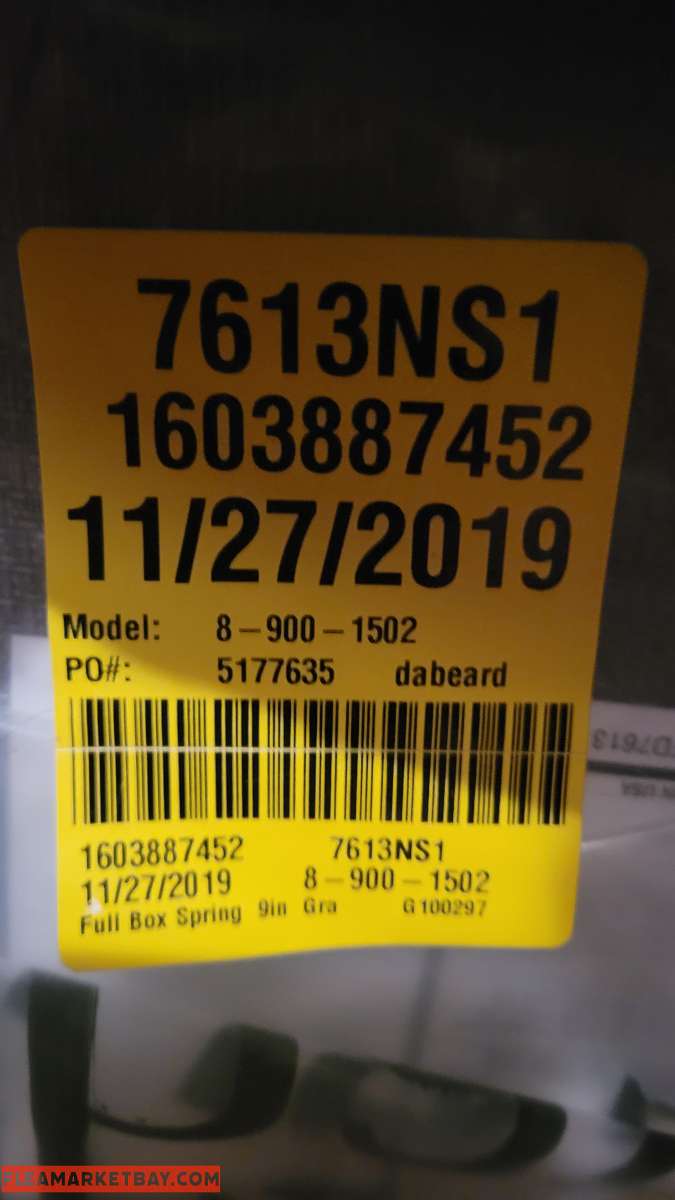 7613NS1
1603887452
11/27/2019
Model: 8-900-1502
PO#: 5177635 dabeard
1603887452 7613NS1
11/27/2019 8-900-1502
Full Box Spring 9in Gra G100297
FLEAMARKETBAY.COM